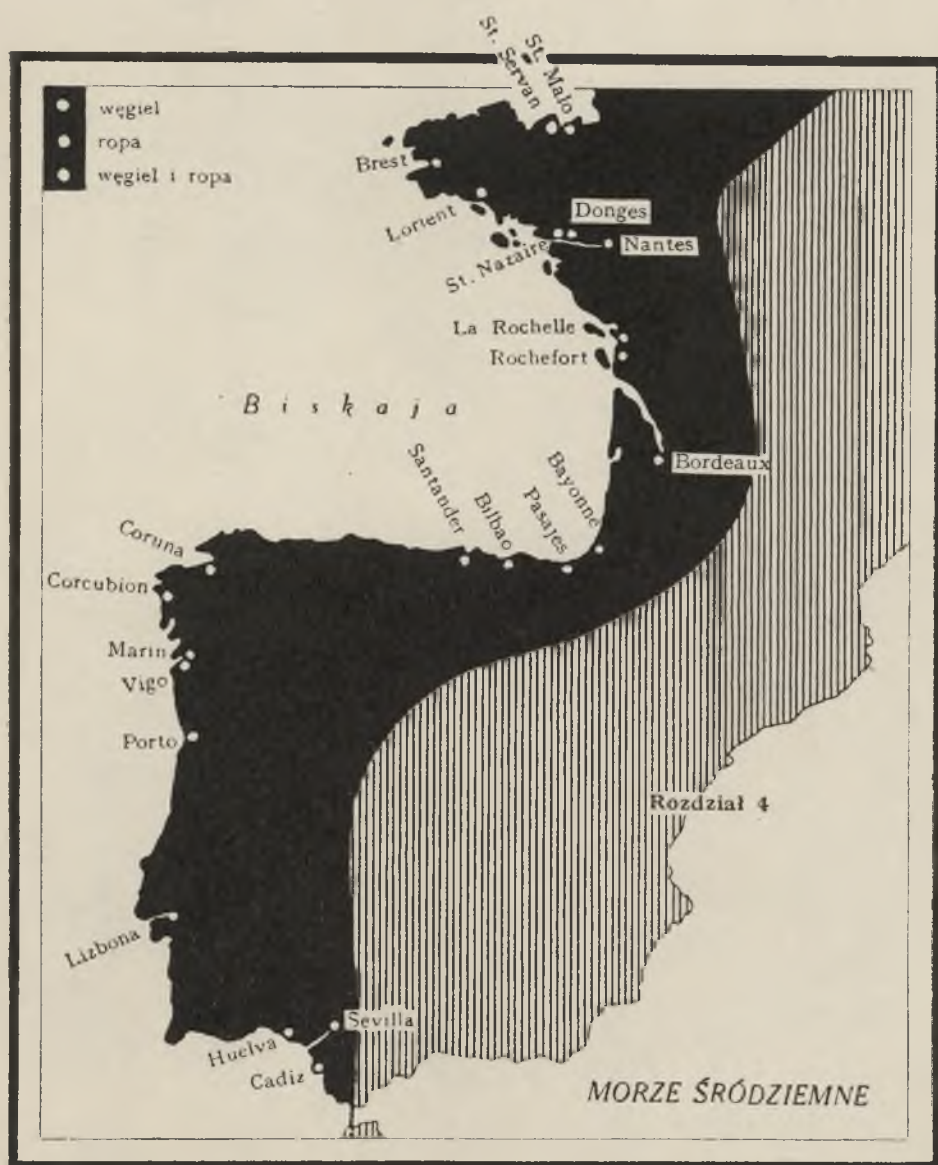 węgiel
ropa
węgiel i ropa
St. Servan
St. Malo
Brest
Lorient
Donges
St. Nazaire
Nantes
La Rochelle
Rochefort
Biskaja
Bordeaux
Santander
Bilbao
Pasajes
Bayonne
Coruna
Corcubion
Marin
Vigo
Porto
Rozdział 4
Lizbona
Sevilla
Huelva
Cadiz
MORZE ŚRÓDZIEMNE